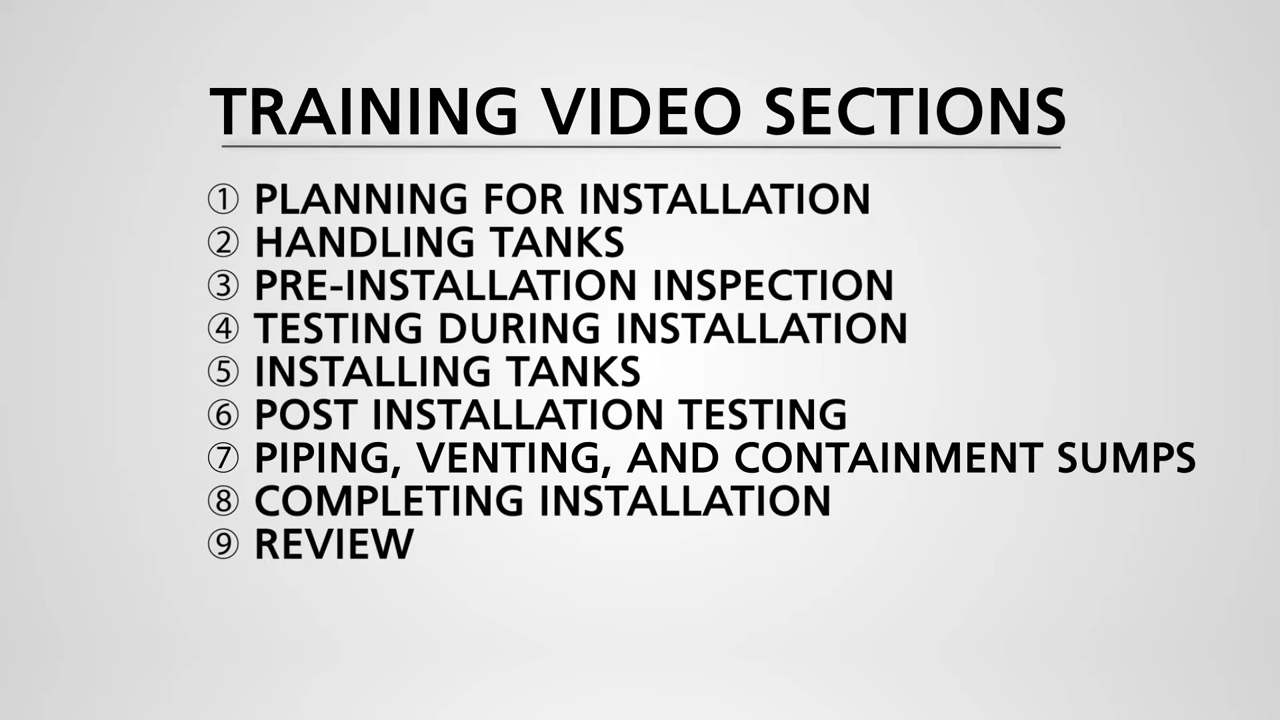 TRAINING VIDEO SECTIONS
① PLANNING FOR INSTALLATION
② HANDLING TANKS
③ PRE-INSTALLATION INSPECTION
④ TESTING DURING INSTALLATION
⑤ INSTALLING TANKS
⑥ POST INSTALLATION TESTING
⑦ PIPING, VENTING, AND CONTAINMENT SUMPS
⑧ COMPLETING INSTALLATION
⑨ REVIEW